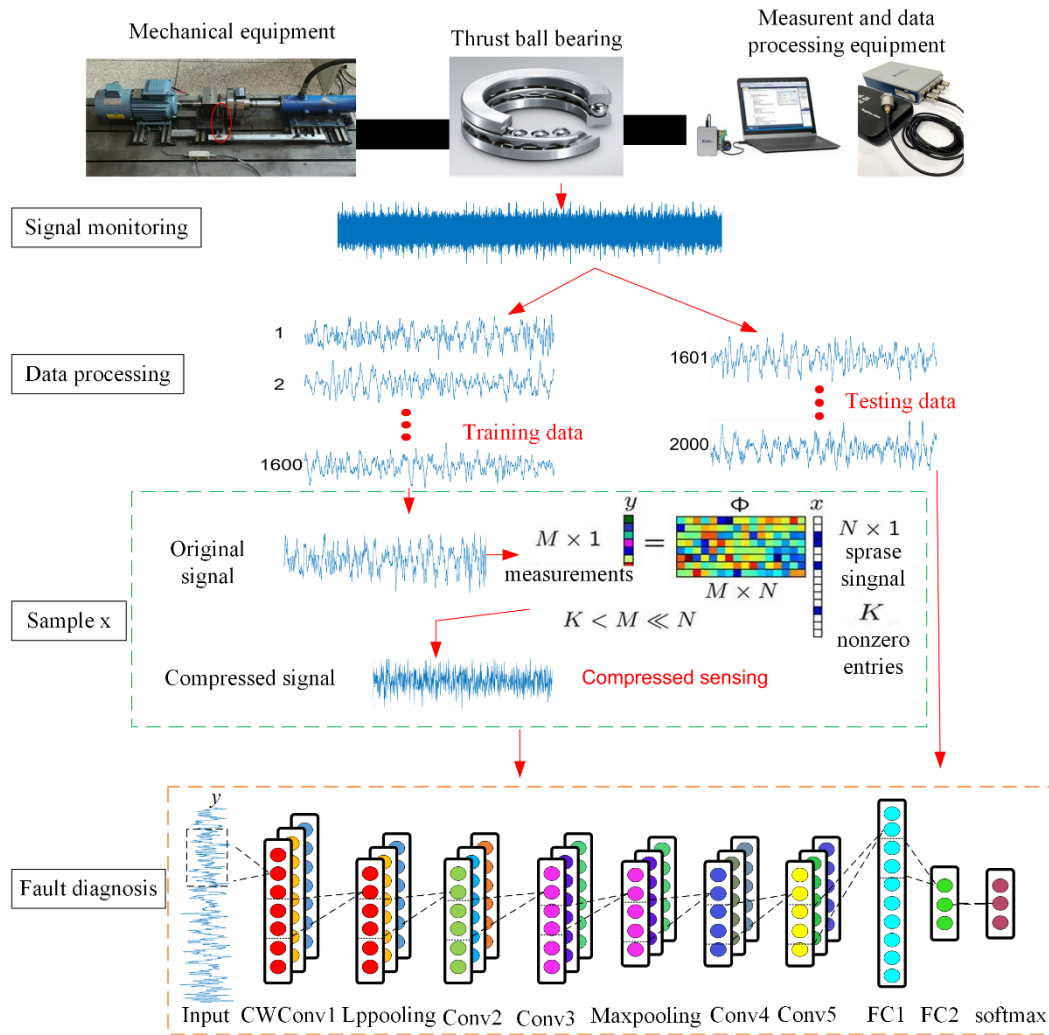 Mechanical equipment
Thrust ball bearing
Measurent and data
processing equipment
Signal monitoring
Data processing
1
2
1600
Training data
1601
2000
Testing data
Sample x
Original
signal
M × 1
measurements
y
=
Φ
M × N
x
N × 1
sprase
singnal
K
nonzero
entries
K < M ≪ N
Compressed signal
Compressed sensing
Fault diagnosis
y
Input
CWConv1
Lppooling
Conv2
Conv3
Maxpooling
Conv4
Conv5
FC1
FC2
softmax